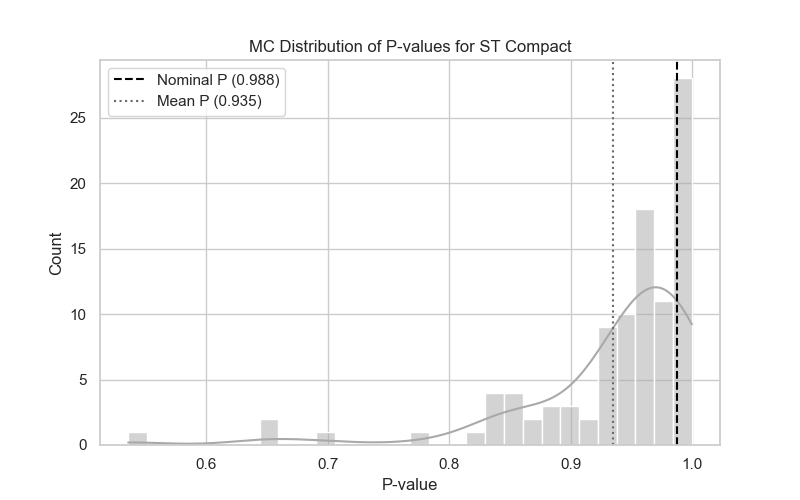 MC Distribution of P-values for ST Compact
Nominal P (0.988)
Mean P (0.935)
25
20
15
10
5
0
Count
0.6 0.7 0.8 0.9 1.0
P-value